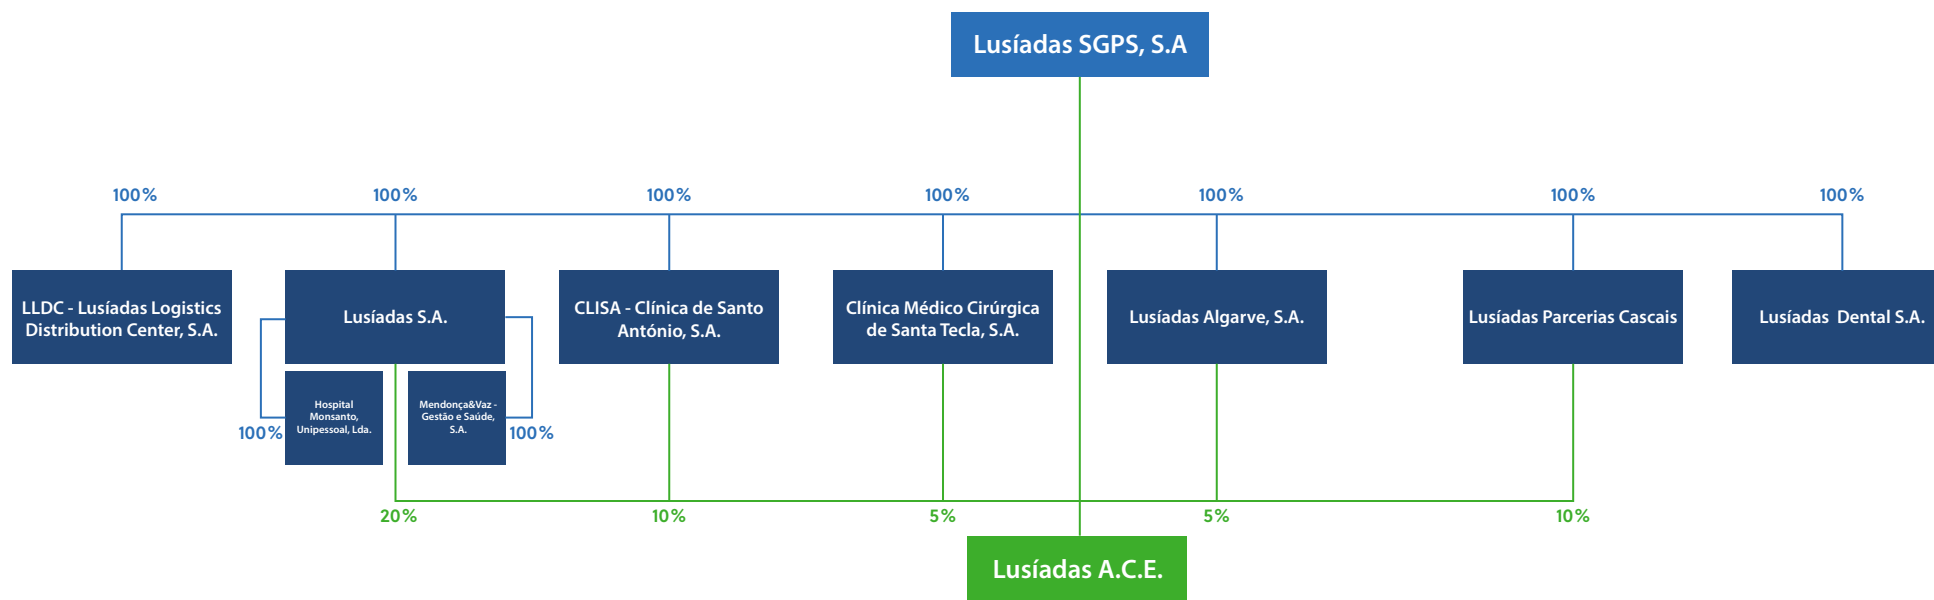 Lusíadas SGPS, S.A
100%
100%
100%
100%
100%
100%
100%
LLDC - Lusíadas Logistics
Distribution Center, S.A.
Lusíadas S.A.
CLISA - Clínica de Santo
António, S.A.
Clínica Médico Cirúrgica
de Santa Tecla, S.A.
Lusíadas Algarve, S.A.
Lusíadas Parcerias Cascais
Lusíadas Dental S.A.
Hospital
Monsanto,
Unipessoal, Lda.
Mendonça&Vaz -
Gestão e Saúde,
S.A.
100%
100%
20%
10%
5%
5%
10%
Lusíadas A.C.E.